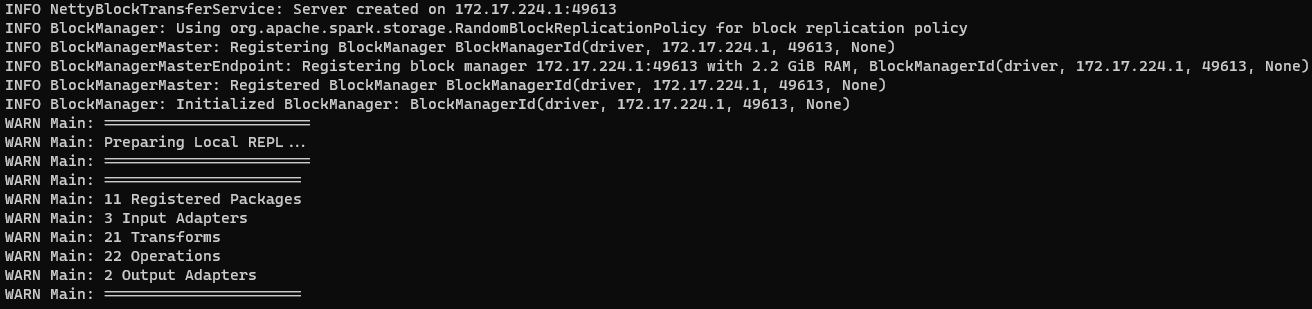 INFO NettyBlockTransferService: Server created on 172.17.224.1:49613
INFO BlockManager: Using org.apache.spark.storage.RandomBlockReplicationPolicy for block replication policy
INFO BlockManagerMaster: Registering BlockManager BlockManagerId(driver, 172.17.224.1, 49613, None)
INFO BlockManagerMasterEndpoint: Registering block manager 172.17.224.1:49613 with 2.2 GiB RAM, BlockManagerId(driver, 172.17.224.1, 49613, None)
INFO BlockManagerMaster: Registered BlockManager BlockManagerId(driver, 172.17.224.1, 49613, None)
INFO BlockManager: Initialized BlockManager: BlockManagerId(driver, 172.17.224.1, 49613, None)
WARN Main: =======================
WARN Main: Preparing Local REPL...
WARN Main: =======================
WARN Main: ======================
WARN Main: 11 Registered Packages
WARN Main: 3 Input Adapters
WARN Main: 21 Transforms
WARN Main: 22 Operations
WARN Main: 2 Output Adapters
WARN Main: ======================